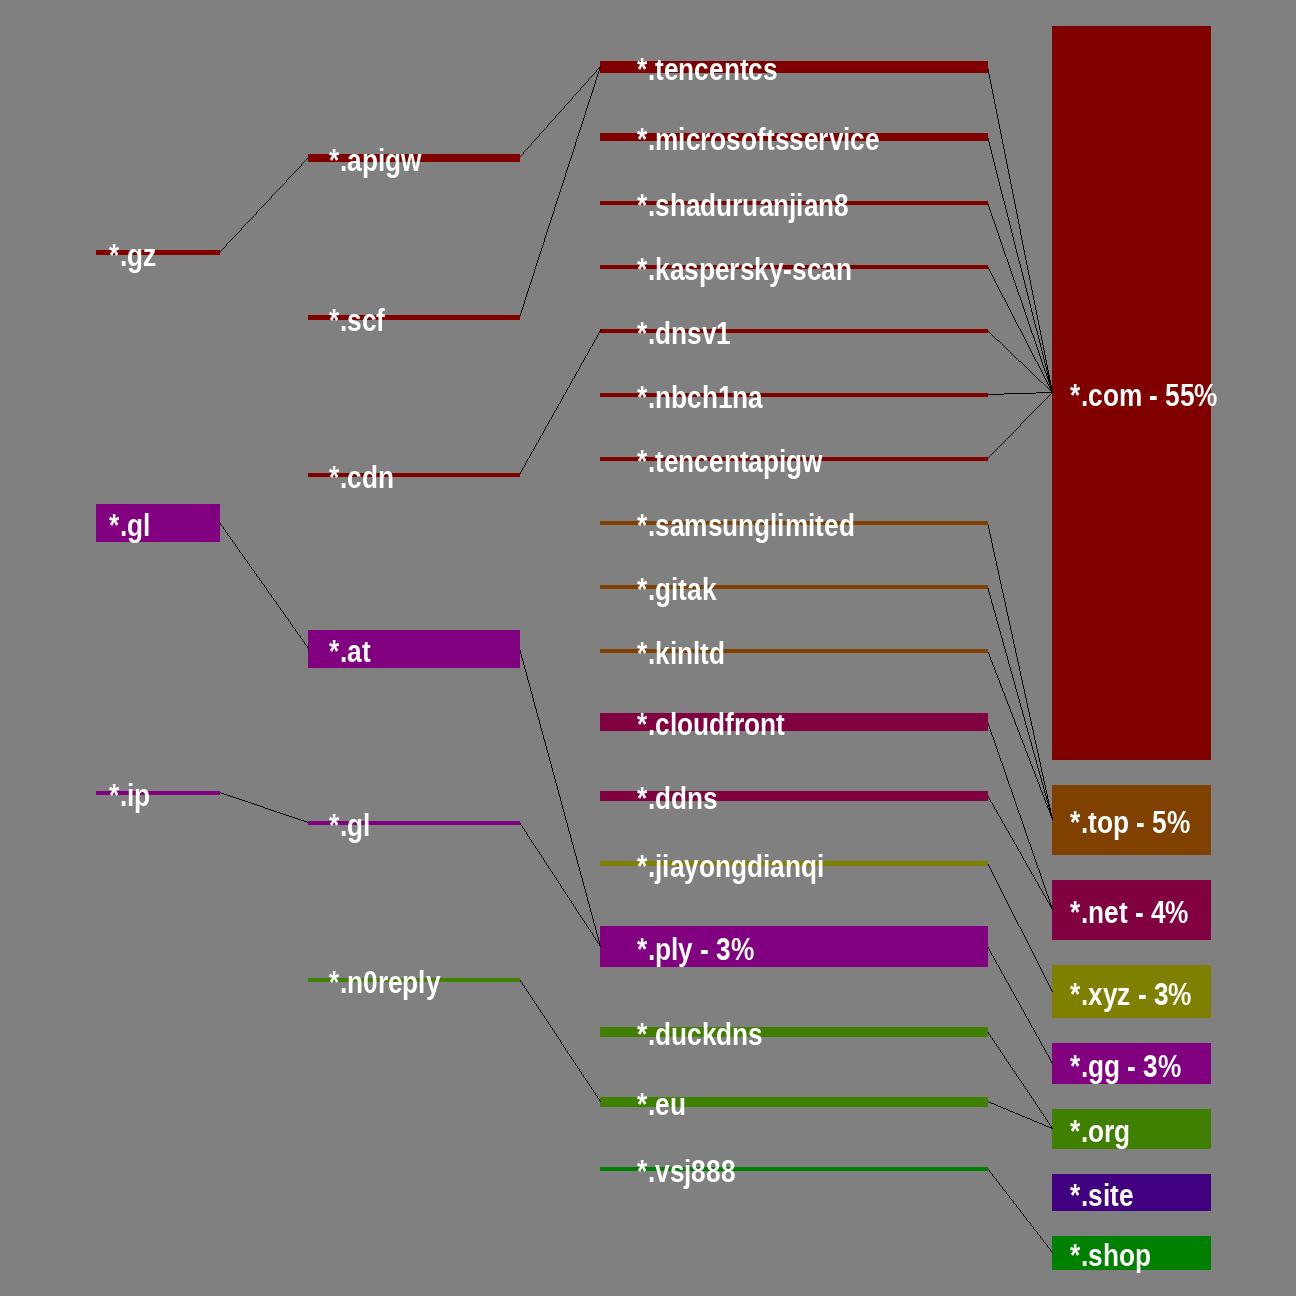 *.gz
*.gl
*.ip
*.apigw
*.scf
*.cdn
*.at
*.gl
*.n0reply
*.tencentcs
*.microsoftsservice
*.shaduruanjian8
*.kaspersky-scan
*.dnsv1
*.nbch1na
*.tencentapigw
*.samsunglimited
*.gitak
*.kinltd
*.cloudfront
*.ddns
*.jiayongdianqi
*.ply - 3%
*.duckdns
*.eu
*.vsj888
*.com - 55%
*.top - 5%
*.net - 4%
*.xyz - 3%
*.gg - 3%
*.org
*.site
*.shop